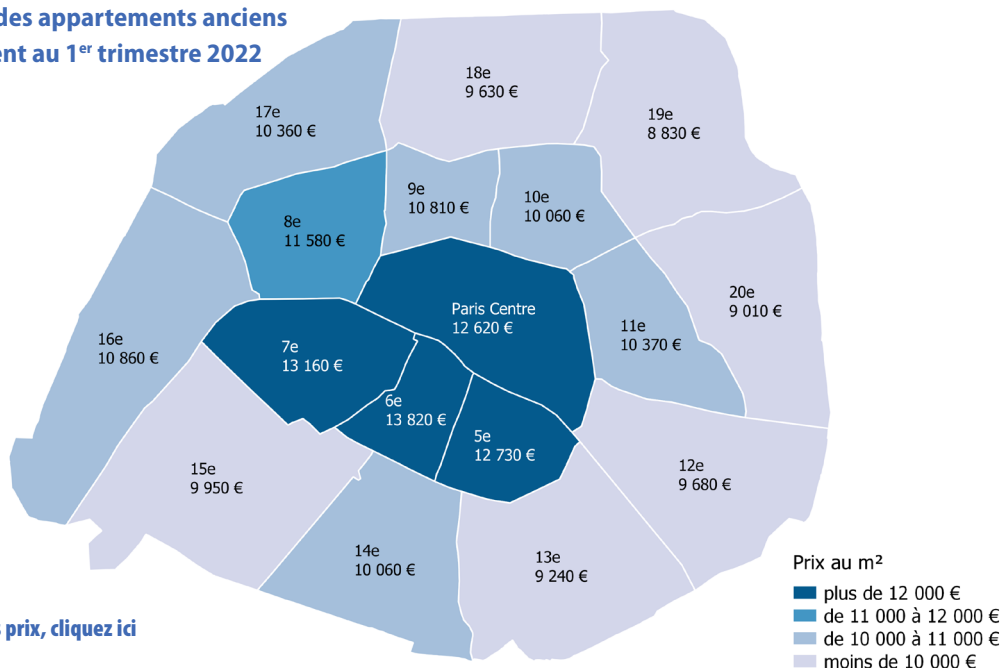 des appartements anciens
ent au 1er trimestre 2022
18e
9 630 €
19e
8 830 €
17e
10 360 €
9e
10 810 €
10e
10 060 €
8e
11 580 €
20e
9 010 €
Paris Centre
12 620 €
11e
10 370 €
16e
10 860 €
7e
13 160 €
6e
13 820 €
5e
12 730 €
15e
9 950 €
12e
9 680 €
14e
10 060 €
13e
9 240 €
Prix au m²
plus de 12 000 €
de 11 000 à 12 000 €
de 10 000 à 11 000 €
moins de 10 000 €
s prix, cliquez ici